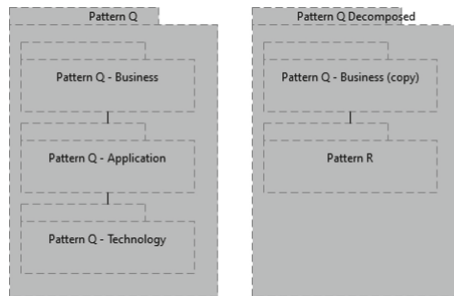 Pattern Q
Pattern Q - Business
Pattern Q - Application
Pattern Q - Technology
Pattern Q Decomposed
Pattern Q - Business (copy)
Pattern R